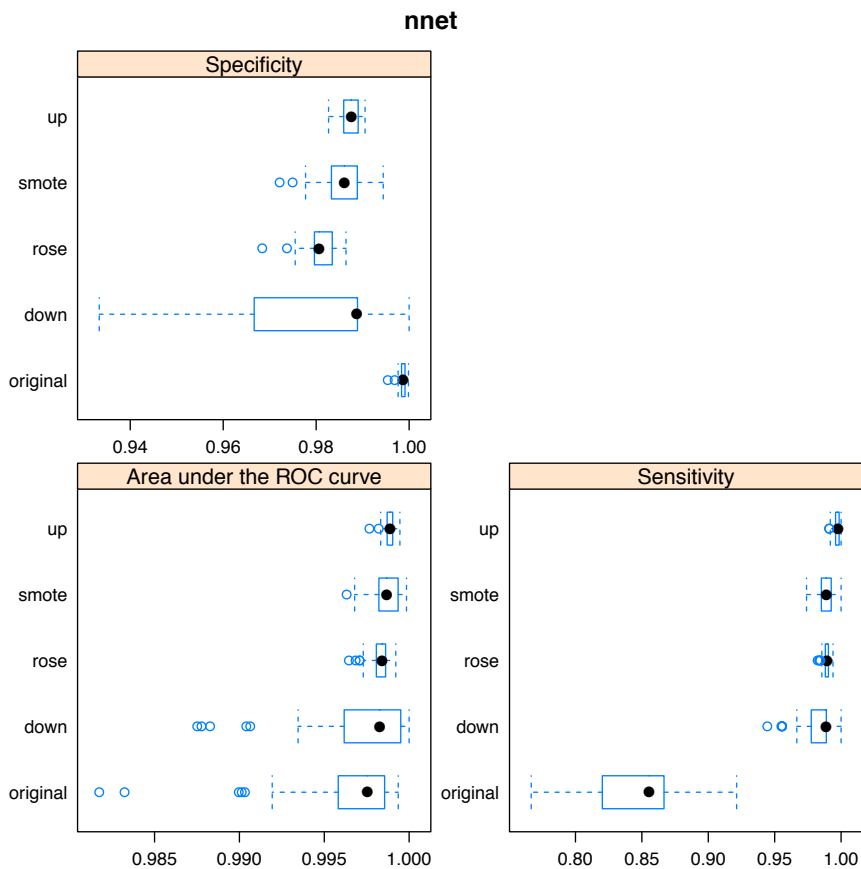 nnet
Specificity
up
smote
rose
down
original
0.94 0.96 0.98 1.00
Area under the ROC curve
up
smote
rose
down
original
0.985 0.990 0.995 1.000
Sensitivity
up
smote
rose
down
original
0.80 0.85 0.90 0.95 1.00